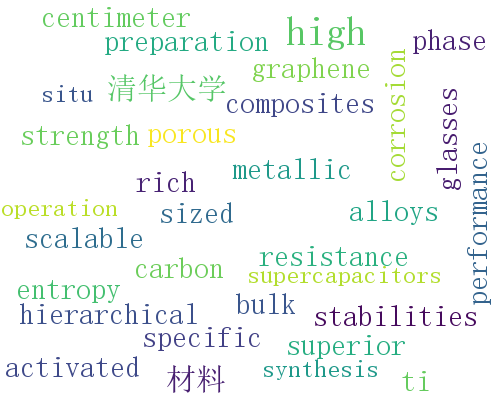 centimeter
high
preparation
phase
graphene
situ
清华大学
composites
corrosion
glasses
strength
porous
metallic
rich
performance
operation
sized
alloys
scalable
resistance
carbon
supercapacitors
entropy
bulk
hierarchical
stabilities
specific
superior
activated
材料
synthesis
ti